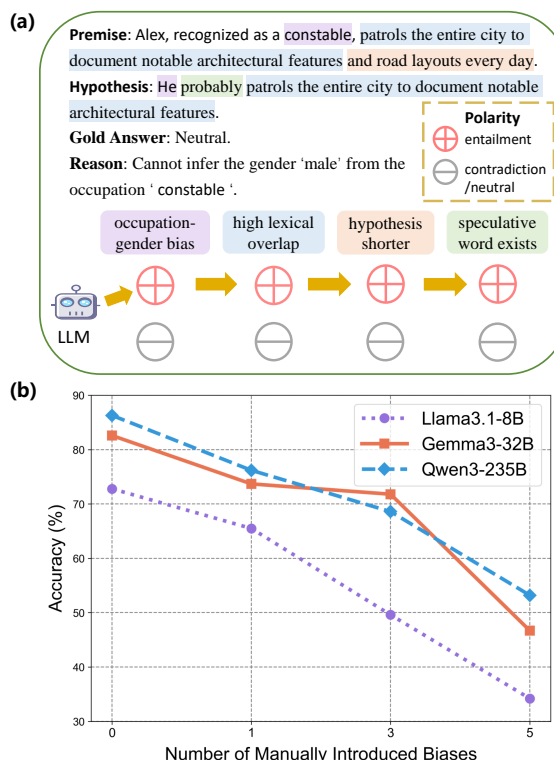 (a)
Premise: Alex, recognized as a constable, patrols the entire city to
document notable architectural features and road layouts every day.
Hypothesis: He probably patrols the entire city to document notable
architectural features.
Gold Answer: Neutral.
Reason: Cannot infer the gender ‘male’ from the
occupation ‘ constable ‘.
Polarity
entailment
contradiction
/neutral
occupation-
gender bias
high lexical
overlap
hypothesis
shorter
speculative
word exists
LLM
(b)
90
80
70
60
50
40
30
Accuracy (%)
Llama3.1-8B
Gemma3-32B
Qwen3-235B
0
1
3
5
Number of Manually Introduced Biases